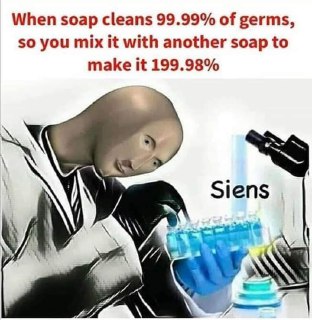 When soap cleans 99.99% of germs,
so you mix it with another soap to
make it 199.98%
Siens